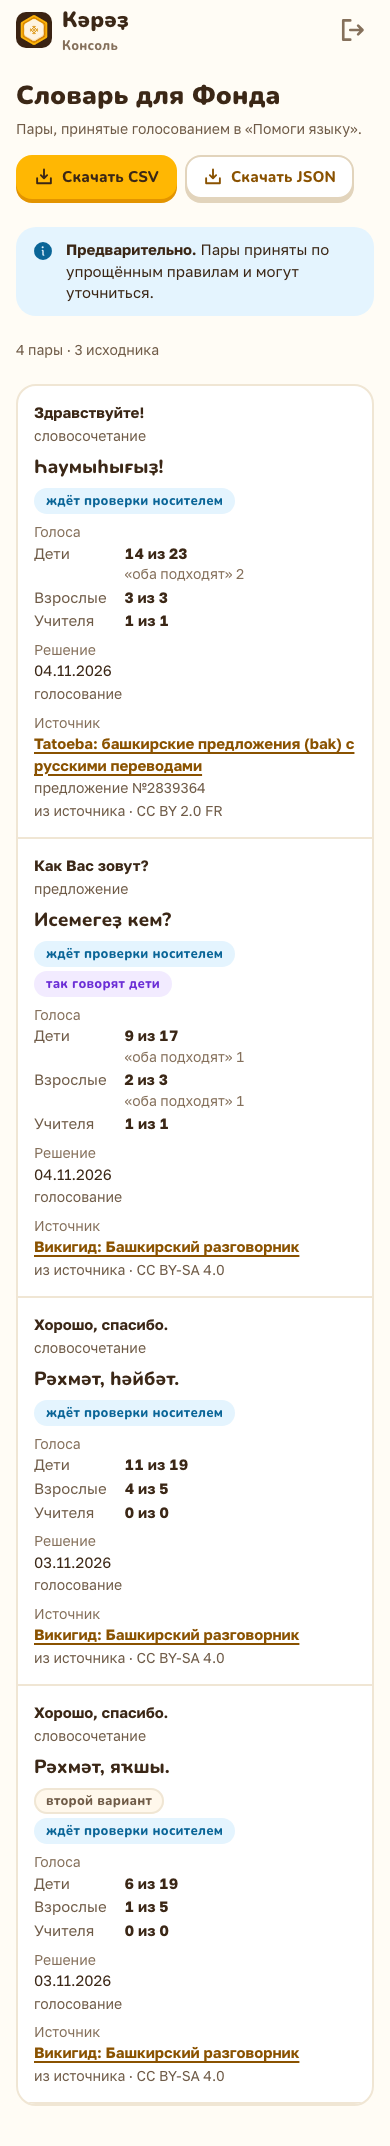 Кәрәҙ
Консоль
Словарь для Фонда
Пары, принятые голосованием в «Помоги языку».
Скачать CSV
Скачать JSON
Предварительно. Пары приняты по
упрощённым правилам и могут
уточниться.
4 пары · 3 исходника
Здравствуйте!
словосочетание
Һаумыһығыҙ!
ждёт проверки носителем
Голоса
Дети 14 из 23
«оба подходят» 2
Взрослые 3 из 3
Учителя 1 из 1
Решение
04.11.2026
голосование
Источник
Tatoeba: башкирские предложения (bak) с
русскими переводами
предложение №2839364
из источника · CC BY 2.0 FR
Как Вас зовут?
предложение
Исемегеҙ кем?
ждёт проверки носителем
так говорят дети
Голоса
Дети 9 из 17
«оба подходят» 1
Взрослые 2 из 3
«оба подходят» 1
Учителя 1 из 1
Решение
04.11.2026
голосование
Источник
Викигид: Башкирский разговорник
из источника · CC BY-SA 4.0
Хорошо, спасибо.
словосочетание
Рәхмәт, һәйбәт.
ждёт проверки носителем
Голоса
Дети 11 из 19
Взрослые 4 из 5
Учителя 0 из 0
Решение
03.11.2026
голосование
Источник
Викигид: Башкирский разговорник
из источника · CC BY-SA 4.0
Хорошо, спасибо.
словосочетание
Рәхмәт, яҡшы.
второй вариант
ждёт проверки носителем
Голоса
Дети 6 из 19
Взрослые 1 из 5
Учителя 0 из 0
Решение
03.11.2026
голосование
Источник
Викигид: Башкирский разговорник
из источника · CC BY-SA 4.0